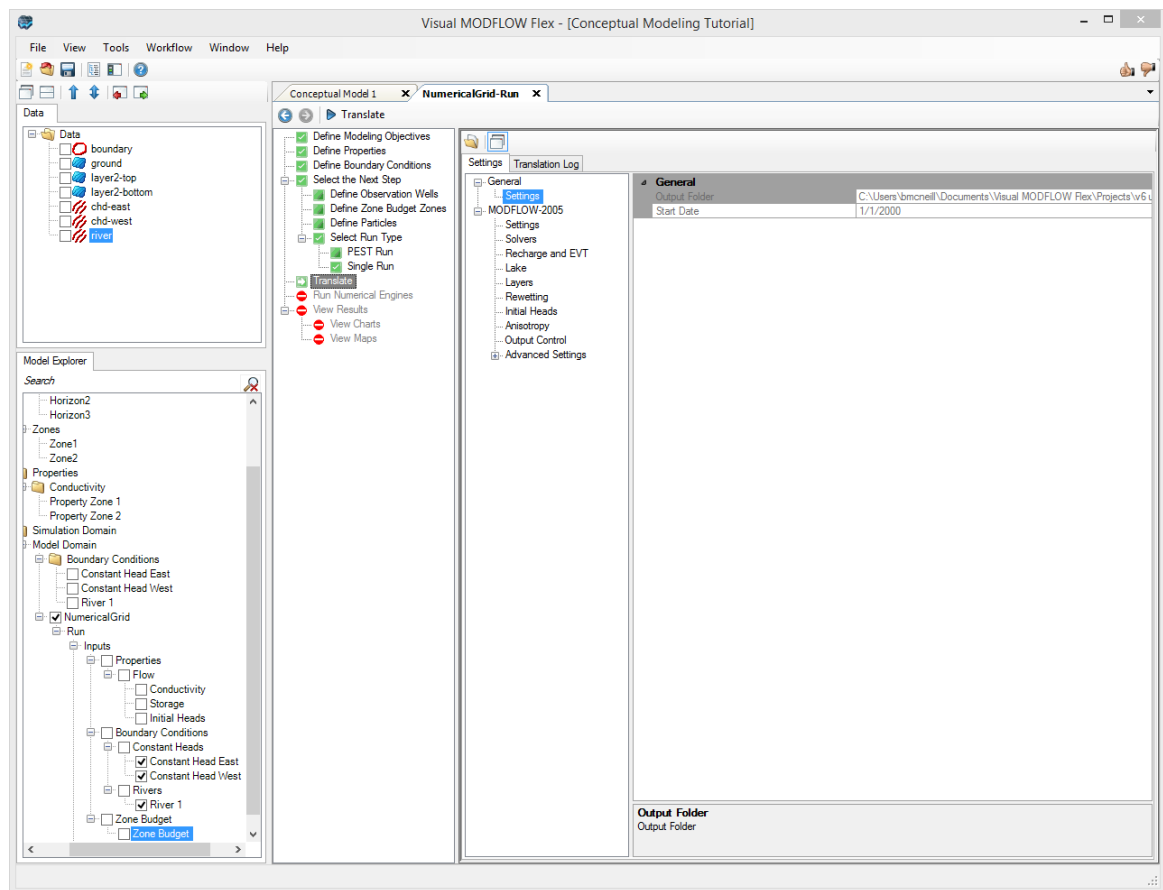 Visual MODFLOW Flex - [Conceptual Modeling Tutorial]
File View Tools Workflow Window Help
Data
Data
boundary
ground
layer2-top
layer2-bottom
chd-east
chd-west
river
Model Explorer
Search
Horizon2
Horizon3
Zones
Zone1
Zone2
Properties
Conductivity
Property Zone 1
Property Zone 2
Simulation Domain
Model Domain
Boundary Conditions
Constant Head East
Constant Head West
River 1
NumericalGrid
Run
Inputs
Properties
Flow
Conductivity
Storage
Initial Heads
Boundary Conditions
Constant Heads
Constant Head East
Constant Head West
Rivers
River 1
Zone Budget
Zone Budget
Conceptual Model 1 NumericalGrid-Run
Translate
Define Modeling Objectives
Define Properties
Define Boundary Conditions
Select the Next Step
Define Observation Wells
Define Zone Budget Zones
Define Particles
Select Run Type
PEST Run
Single Run
Translate
Run Numerical Engines
View Results
View Charts
View Maps
Settings Translation Log
General
Settings
MODFLOW-2005
Settings
Solvers
Recharge and EVT
Lake
Layers
Rewetting
Initial Heads
Anisotropy
Output Control
Advanced Settings
General
Output Folder C:\Users\bmcneill\Documents\Visual MODFLOW Flex\Projects\v6 u
Start Date 1/1/2000
Output Folder
Output Folder